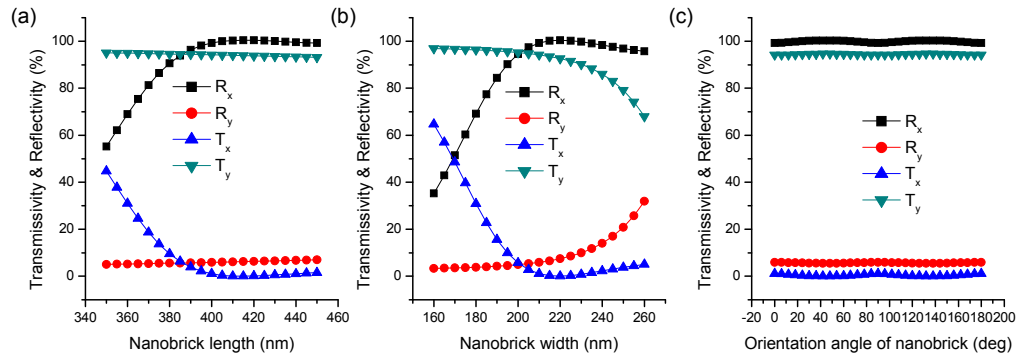 (a)
Transmissivity & Reflectivity (%)
100
80
60
40
20
0
340 360 380 400 420 440 460
Nanobrick length (nm)
Rx
Ry
Tx
Ty
(b)
Transmissivity & Reflectivity (%)
100
80
60
40
20
0
160 180 200 220 240 260
Nanobrick width (nm)
Rx
Ry
Tx
Ty
(c)
Transmissivity & Reflectivity (%)
100
80
60
40
20
0
-20 0 20 40 60 80 100 120 140 160 180 200
Orientation angle of nanobrick (deg)
Rx
Ry
Tx
Ty